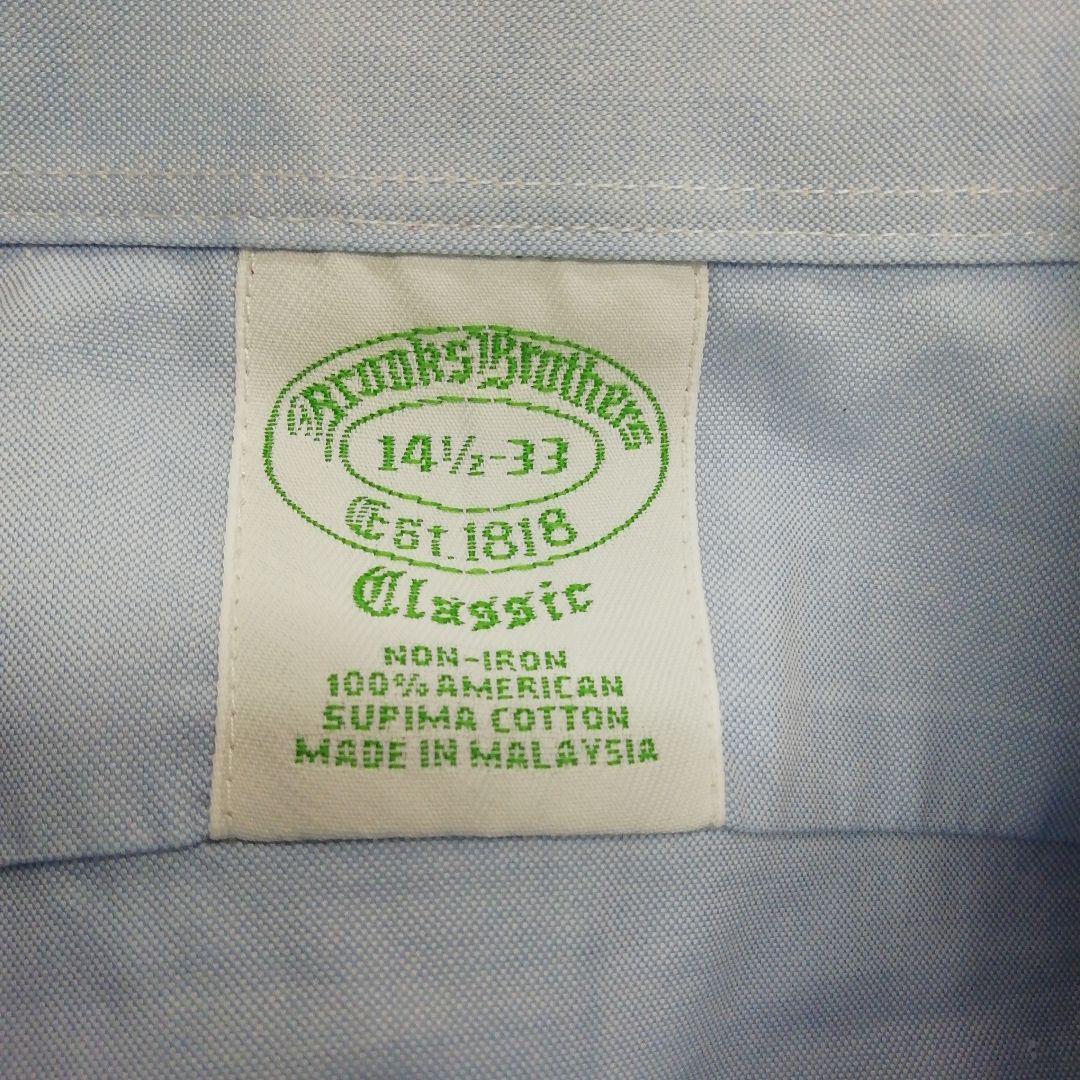 Brooks Brothers
14½-33
Est. 1818
Classic
NON-IRON
100% AMERICAN
SUPIMA COTTON
MADE IN MALAYSIA